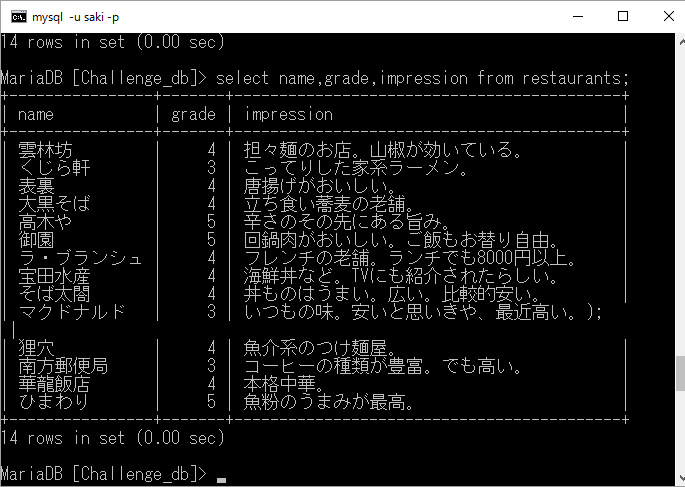 mysql -u saki -p
14 rows in set (0.00 sec)
MariaDB [Challenge_db]> select name,grade,impression from restaurants;
+---------------+-------+--------------------------------------------+
| name | grade | impression |
+---------------+-------+--------------------------------------------+
| 雲林坊 | 4 | 担々麺のお店。山椒が効いている。 |
| くじら軒 | 3 | こってりした家系ラーメン。 |
| 表裏 | 4 | 唐揚げがおいしい。 |
| 大黒そば | 4 | 立ち食い蕎麦の老舗。 |
| 高木や | 5 | 辛さのその先にある旨み。 |
| 御園 | 5 | 回鍋肉がおいしい。ご飯もお替り自由。 |
| ラ・ブランシュ | 4 | フレンチの老舗。ランチでも8000円以上。 |
| 宝田水産 | 4 | 海鮮丼など。TVにも紹介されたらしい。 |
| そば太閤 | 4 | 丼ものはうまい。広い。比較的安い。 |
| マクドナルド | 3 | いつもの味。安いと思いきや、最近高い。);
|
| 狸穴 | 4 | 魚介系のつけ麺屋。 |
| 南方郵便局 | 3 | コーヒーの種類が豊富。でも高い。 |
| 華龍飯店 | 4 | 本格中華。 |
| ひまわり | 5 | 魚粉のうまみが最高。 |
+---------------+-------+--------------------------------------------+
14 rows in set (0.00 sec)
MariaDB [Challenge_db]>